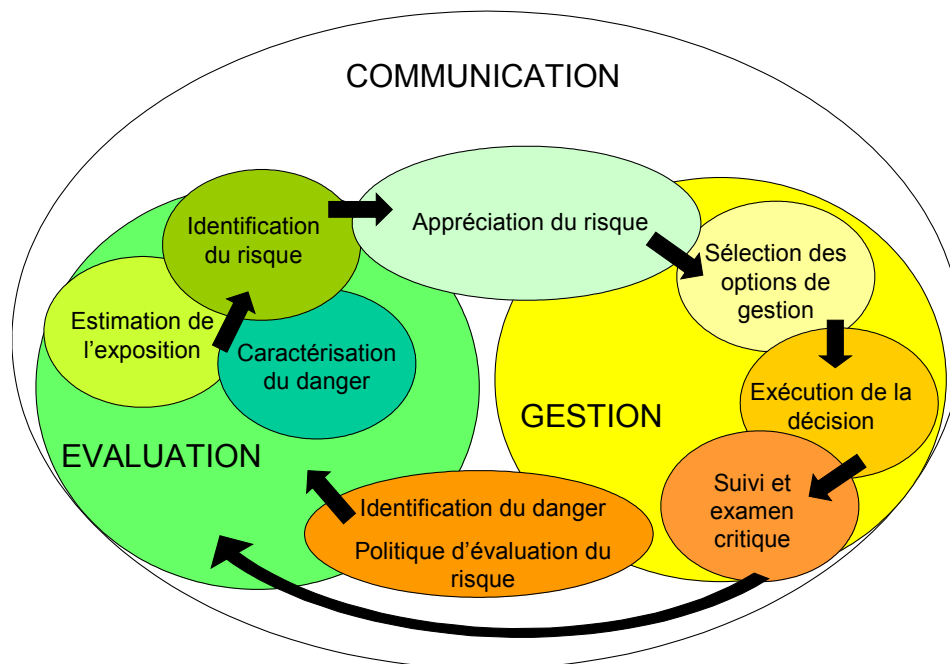 COMMUNICATION
Identification
du risque
Appréciation du risque
Sélection des
options de
gestion
Estimation de
l’exposition
Caractérisation
du danger
Exécution de la
décision
GESTION
EVALUATION
Suivi et
examen
critique
Identification du danger
Politique d’évaluation du
risque